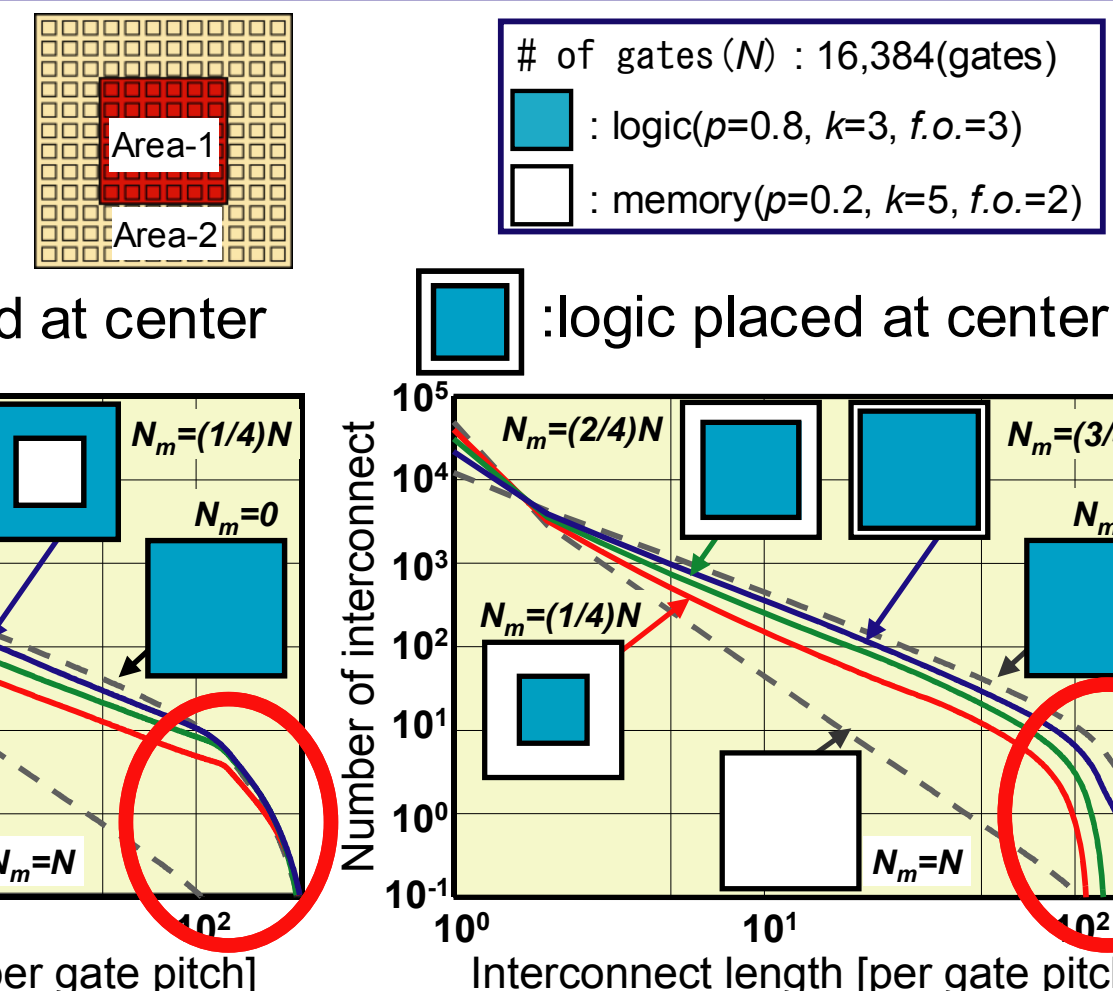 Area-1
Area-2
# of gates(N) : 16,384(gates)
: logic(p=0.8, k=3, f.o.=3)
: memory(p=0.2, k=5, f.o.=2)
d at center
:logic placed at center
Nm=(1/4)N
Nm=0
Nm=N
10²
per gate pitch]
Number of interconnect
10⁵
10⁴
10³
10²
10¹
10⁰
10⁻¹
Nm=(2/4)N
Nm=(3/
Nm
Nm=(1/4)N
Nm=N
10⁰
10¹
10²
Interconnect length [per gate pitch